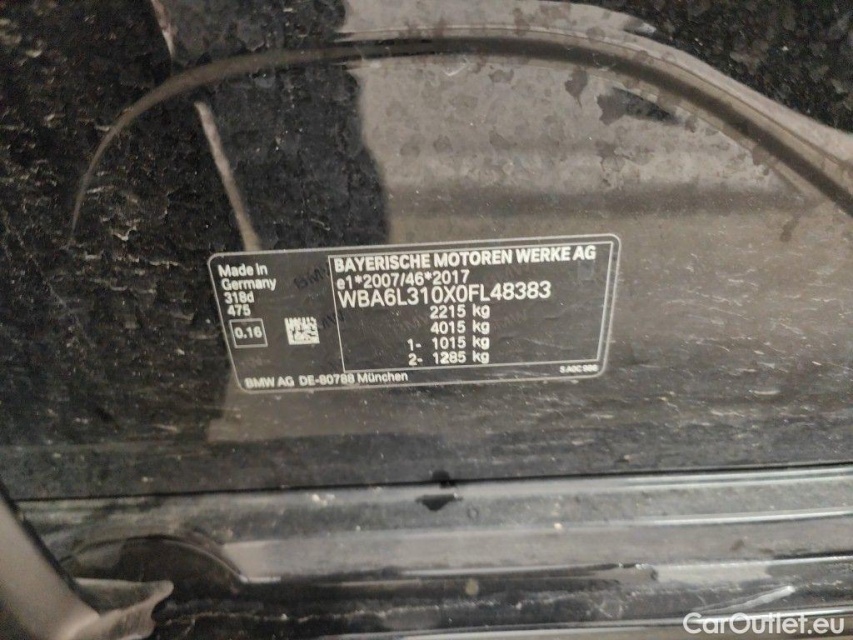 Made in
Germany
318d
475
0.16
BAYERISCHE MOTOREN WERKE AG
e1*2007/46*2017
WBA6L310X0FL48383
2215 kg
4015 kg
1- 1015 kg
2- 1285 kg
BMW AG DE-80788 München
CarOutlet.eu